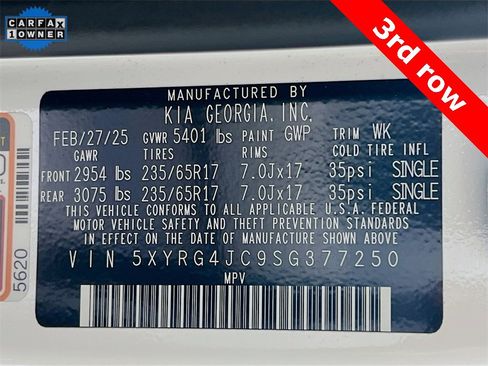 CARFAX
1 OWNER
3rd row
MANUFACTURED BY
KIA GEORGIA, INC.
FEB/27/25 GVWR 5401 lbs PAINT GWP TRIM WK
GAWR TIRES RIMS COLD TIRE INFL
FRONT 2954 lbs 235/65R17 7.0Jx17 35psi SINGLE
REAR 3075 lbs 235/65R17 7.0Jx17 35psi SINGLE
THIS VEHICLE CONFORMS TO ALL APPLICABLE U.S.A. FEDERAL
MOTOR VEHICLE SAFETY AND THEFT PREVENTION STANDARDS IN
EFFECT ON THE DATE OF MANUFACTURE SHOWN ABOVE.
VIN 5XYRG4JC9SG377250
MPV
5620